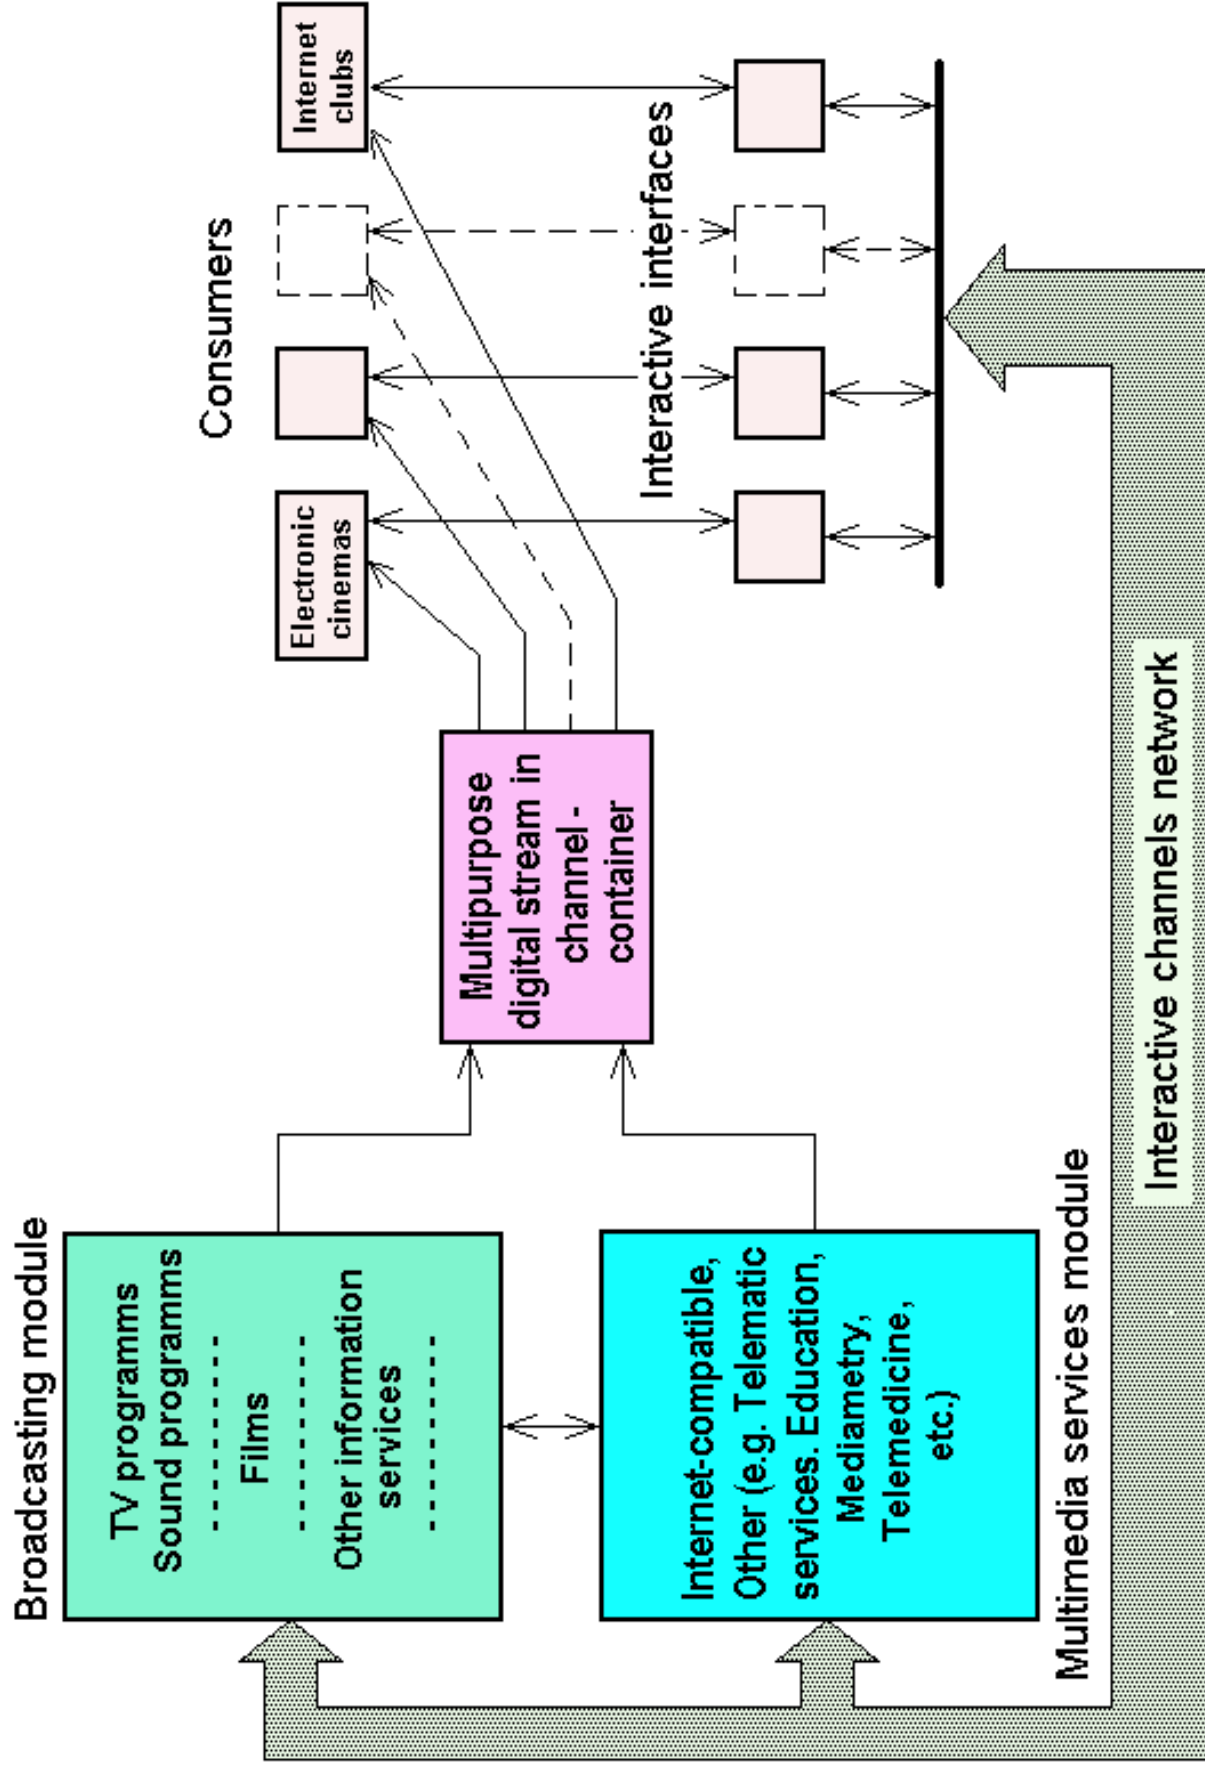 Broadcasting module
TV programms
Sound programms
Films
Other information
services
Internet-compatible,
Other (e.g. Telematic
services. Education,
Mediametry,
Telemedicine,
etc.)
Multimedia services module
Multipurpose
digital stream in
channel -
container
Consumers
Electronic
cinemas
Internet
clubs
Interactive interfaces
Interactive channels network